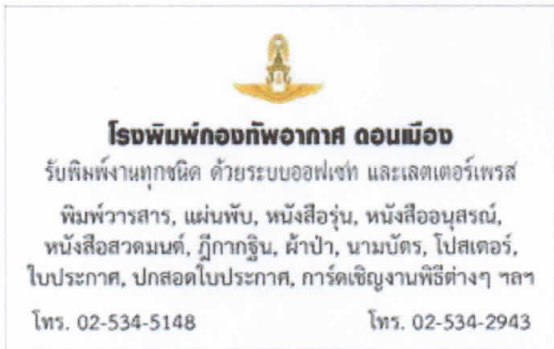 โรงพิมพ์กองทัพอากาศ ดอนเมือง
รับพิมพ์งานทุกชนิด ด้วยระบบออฟเซท และเลตเตอร์เพรส
พิมพ์วารสาร, แผ่นพับ, หนังสือรุ่น, หนังสืออนุสรณ์,
หนังสือสวดมนต์, ฎีกากฐิน, ผ้าป่า, นามบัตร, โปสเตอร์,
ใบประกาศ, ปกสอดใบประกาศ, การ์ดเชิญงานพิธีต่างๆ ฯลฯ
โทร. 02-534-5148 โทร. 02-534-2943